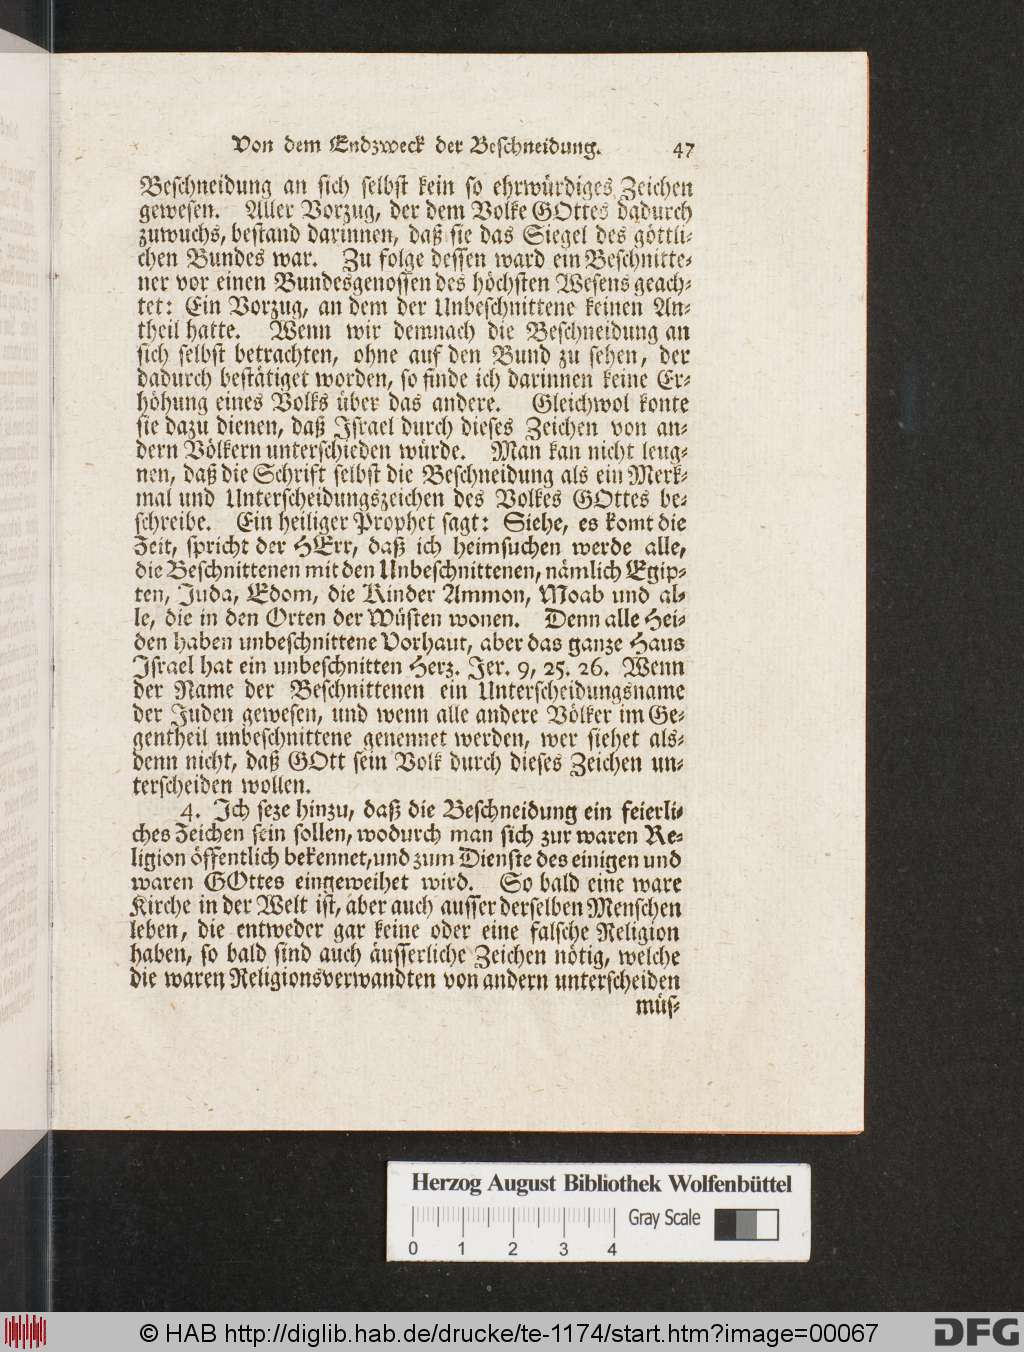 Von dem Endzweck der Beschneidung. 47
Beschneidung an sich selbst kein so ehrwürdiges Zeichen
gewesen. Aller Vorzug, der dem Volke GOttes dadurch
zuwuchs, bestand darinnen, daß sie das Siegel des göttli-
chen Bundes war. Zu folge dessen ward ein Beschnitte-
ner vor einen Bundesgenossen des höchsten Wesens geach-
tet: Ein Vorzug, an dem der Unbeschnittene keinen An-
theil hatte. Wenn wir demnach die Beschneidung an
sich selbst betrachten, ohne auf den Bund zu sehen, der
dadurch bestätiget worden, so finde ich darinnen keine Er-
höhung eines Volks über das andere. Gleichwol konte
sie dazu dienen, daß Israel durch dieses Zeichen von an-
dern Völkern unterschieden würde. Man kan nicht leug-
nen, daß die Schrift selbst die Beschneidung als ein Merk-
mal und Unterscheidungszeichen des Volkes GOttes be-
schreibe. Ein heiliger Prophet sagt: Siehe, es komt die
Zeit, spricht der HErr, daß ich heimsuchen werde alle,
die Beschnittenen mit den Unbeschnittenen, nämlich Egip-
ten, Juda, Edom, die Kinder Ammon, Moab und al-
le, die in den Orten der Wüsten wonen. Denn alle Hei-
den haben unbeschnittene Vorhaut, aber das ganze Haus
Israel hat ein unbeschnitten Herz. Jer. 9, 25. 26. Wenn
der Name der Beschnittenen ein Unterscheidungsname
der Juden gewesen, und wenn alle andere Völker im Ge-
gentheil unbeschnittene genennet werden, wer siehet als-
denn nicht, daß GOtt sein Volk durch dieses Zeichen un-
terscheiden wollen.
4. Ich seze hinzu, daß die Beschneidung ein feierli-
ches Zeichen sein sollen, wodurch man sich zur waren Re-
ligion öffentlich bekennet, und zum Dienste des einigen und
waren GOttes eingeweihet wird. So bald eine ware
Kirche in der Welt ist, aber auch ausser derselben Menschen
leben, die entweder gar keine oder eine falsche Religion
haben, so bald sind auch äusserliche Zeichen nötig, welche
die waren Religionsverwandten von andern unterscheiden
müs-
Herzog August Bibliothek Wolfenbüttel
Gray Scale
0 1 2 3 4
© HAB http://diglib.hab.de/drucke/te-1174/start.htm?image=00067
DFG